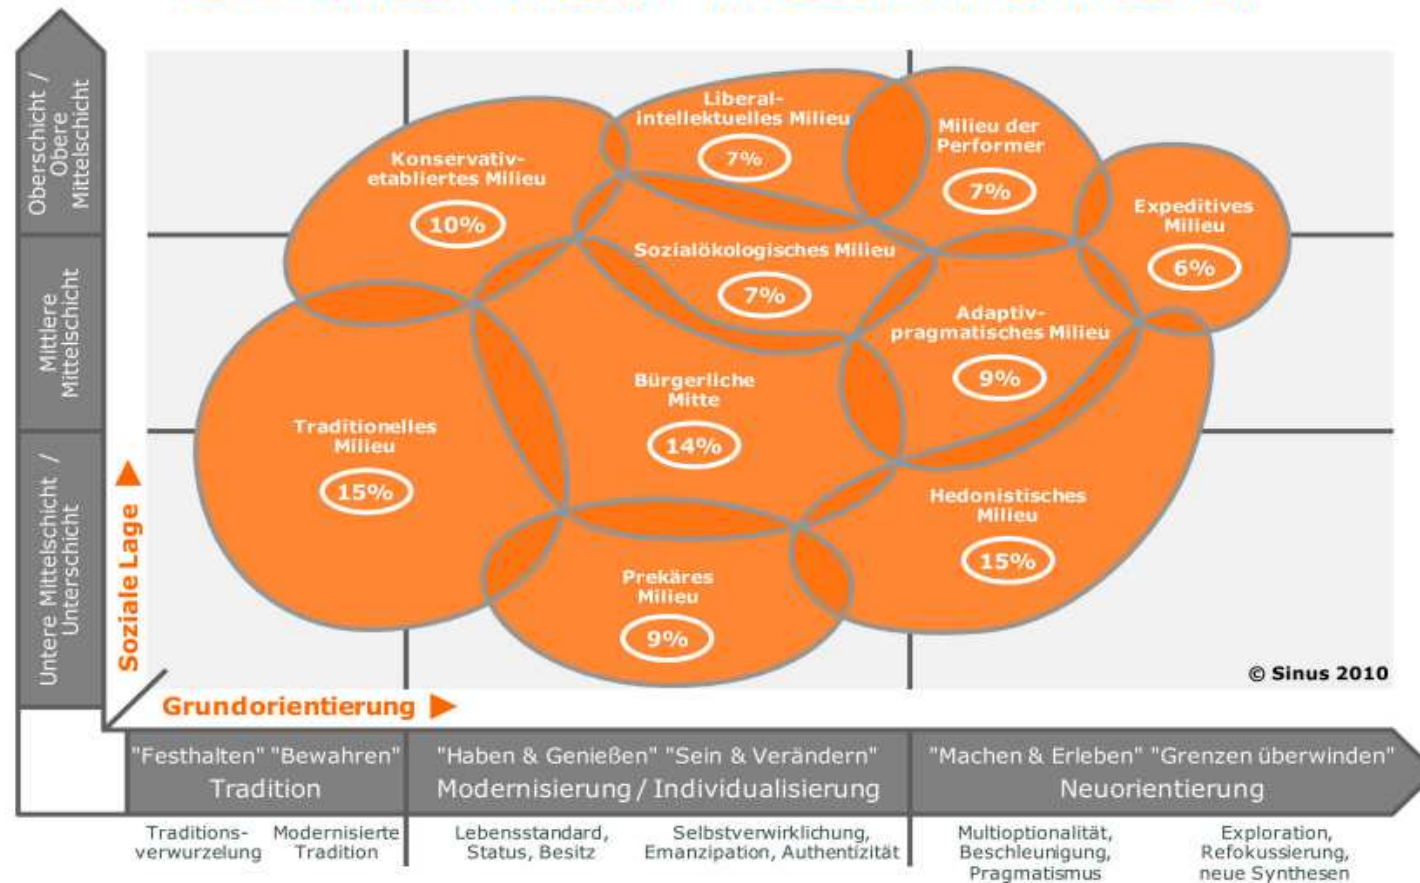 Oberschicht /
Obere
Mittelschicht
Mittlere
Mittelschicht
Untere Mittelschicht /
Unterschicht
Soziale Lage
Liberal-
intellektuelles Milieu
7%
Milieu der
Performer
7%
Konservativ-
etabliertes Milieu
10%
Expeditives
Milieu
6%
Sozialökologisches Milieu
7%
Adaptiv-
pragmatisches Milieu
9%
Bürgerliche
Mitte
14%
Traditionelles
Milieu
15%
Hedonistisches
Milieu
15%
Prekäres
Milieu
9%
© Sinus 2010
Grundorientierung
"Festhalten" "Bewahren"
Tradition
"Haben & Genießen" "Sein & Verändern"
Modernisierung / Individualisierung
"Machen & Erleben" "Grenzen überwinden"
Neuorientierung
Traditions-
verwurzelung
Modernisierte
Tradition
Lebensstandard,
Status, Besitz
Selbstverwirklichung,
Emanzipation, Authentizität
Multioptionalität,
Beschleunigung,
Pragmatismus
Exploration,
Refokussierung,
neue Synthesen